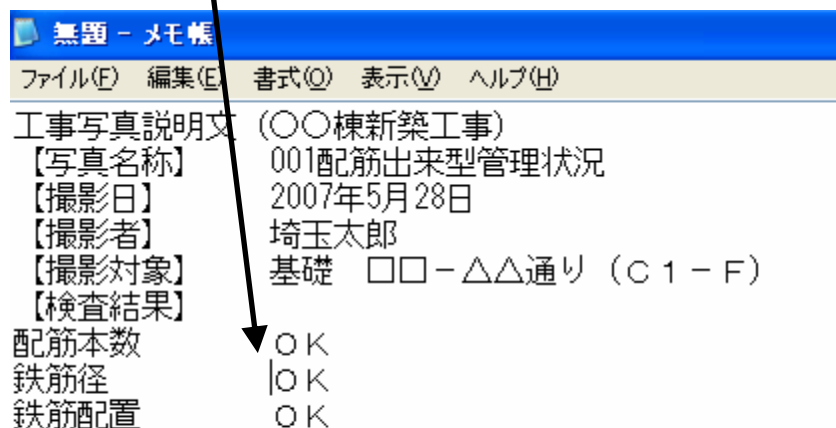 無題 - メモ帳
ファイル(F) 編集(E) 書式(O) 表示(V) ヘルプ(H)
工事写真説明文 (〇〇棟新築工事)
【写真名称】 001配筋出来型管理状況
【撮影日】 2007年5月28日
【撮影者】 埼玉太郎
【撮影対象】 基礎 □□-△△通り (C1-F)
【検査結果】
配筋本数 OK
鉄筋径 OK
鉄筋配置 OK